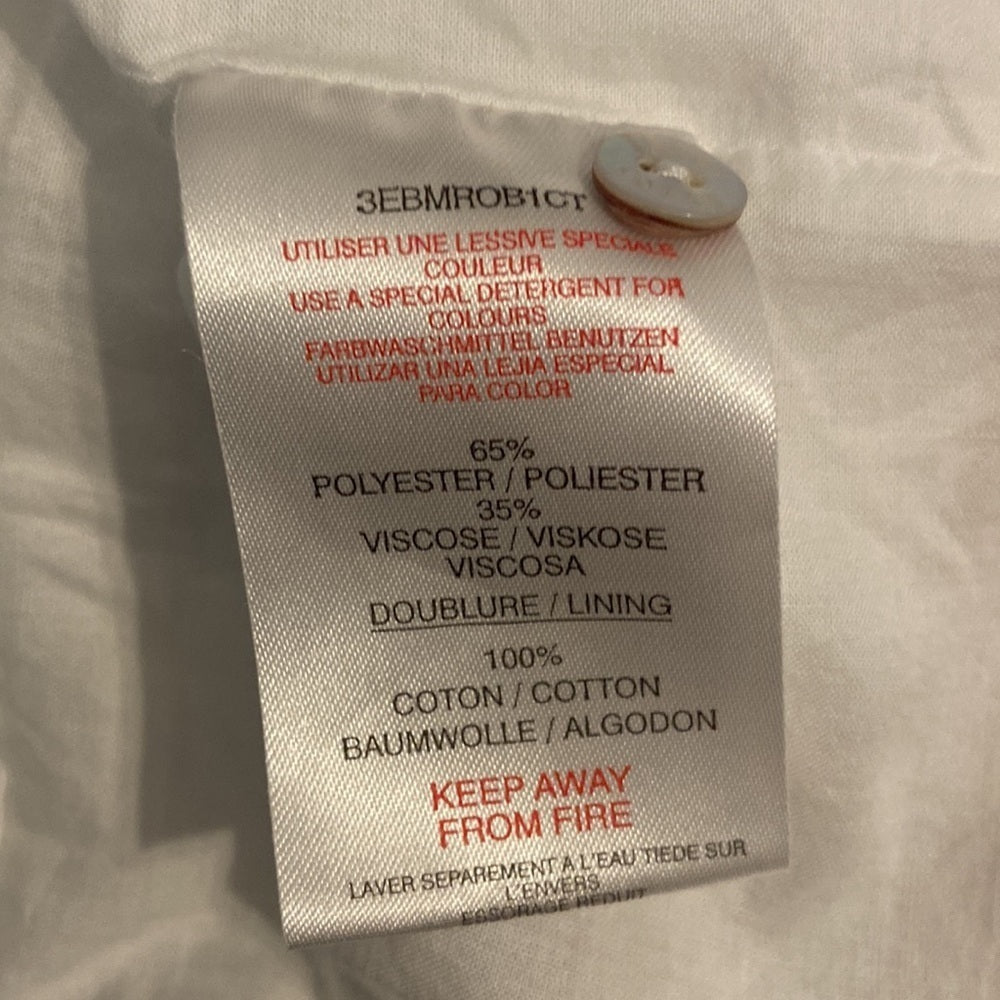 3EBMROB1CT
UTILISER UNE LESSIVE SPECIALE
COULEUR
USE A SPECIAL DETERGENT FOR
COLOURS
FARBWASCHMITTEL BENUTZEN
UTILIZAR UNA LEJIA ESPECIAL
PARA COLOR
65%
POLYESTER / POLIESTER
35%
VISCOSE / VISKOSE
VISCOSA
DOUBLURE / LINING
100%
COTON / COTTON
BAUMWOLLE / ALGODON
KEEP AWAY
FROM FIRE
LAVER SEPAREMENT A L'EAU TIEDE SUR
L'ENVERS
ESSORAGE REDUIT